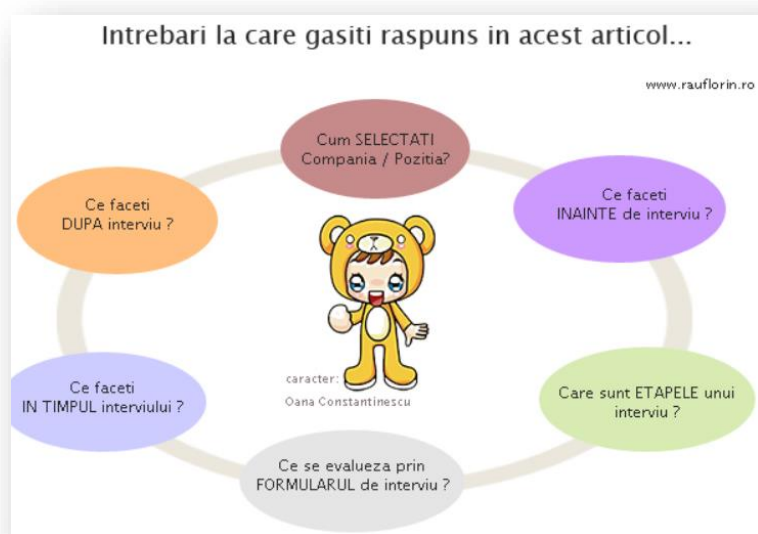 Intrebari la care gasiti raspuns in acest articol...
www.rauflorin.ro
Cum SELECTATI
Compania / Pozitia?
Ce faceti
INAINTE de interviu ?
Care sunt ETAPELE unui
interviu ?
Ce se evalueza prin
FORMULARUL de interviu ?
Ce faceti
IN TIMPUL interviului ?
Ce faceti
DUPA interviu ?
caracter:
Oana Constantinescu